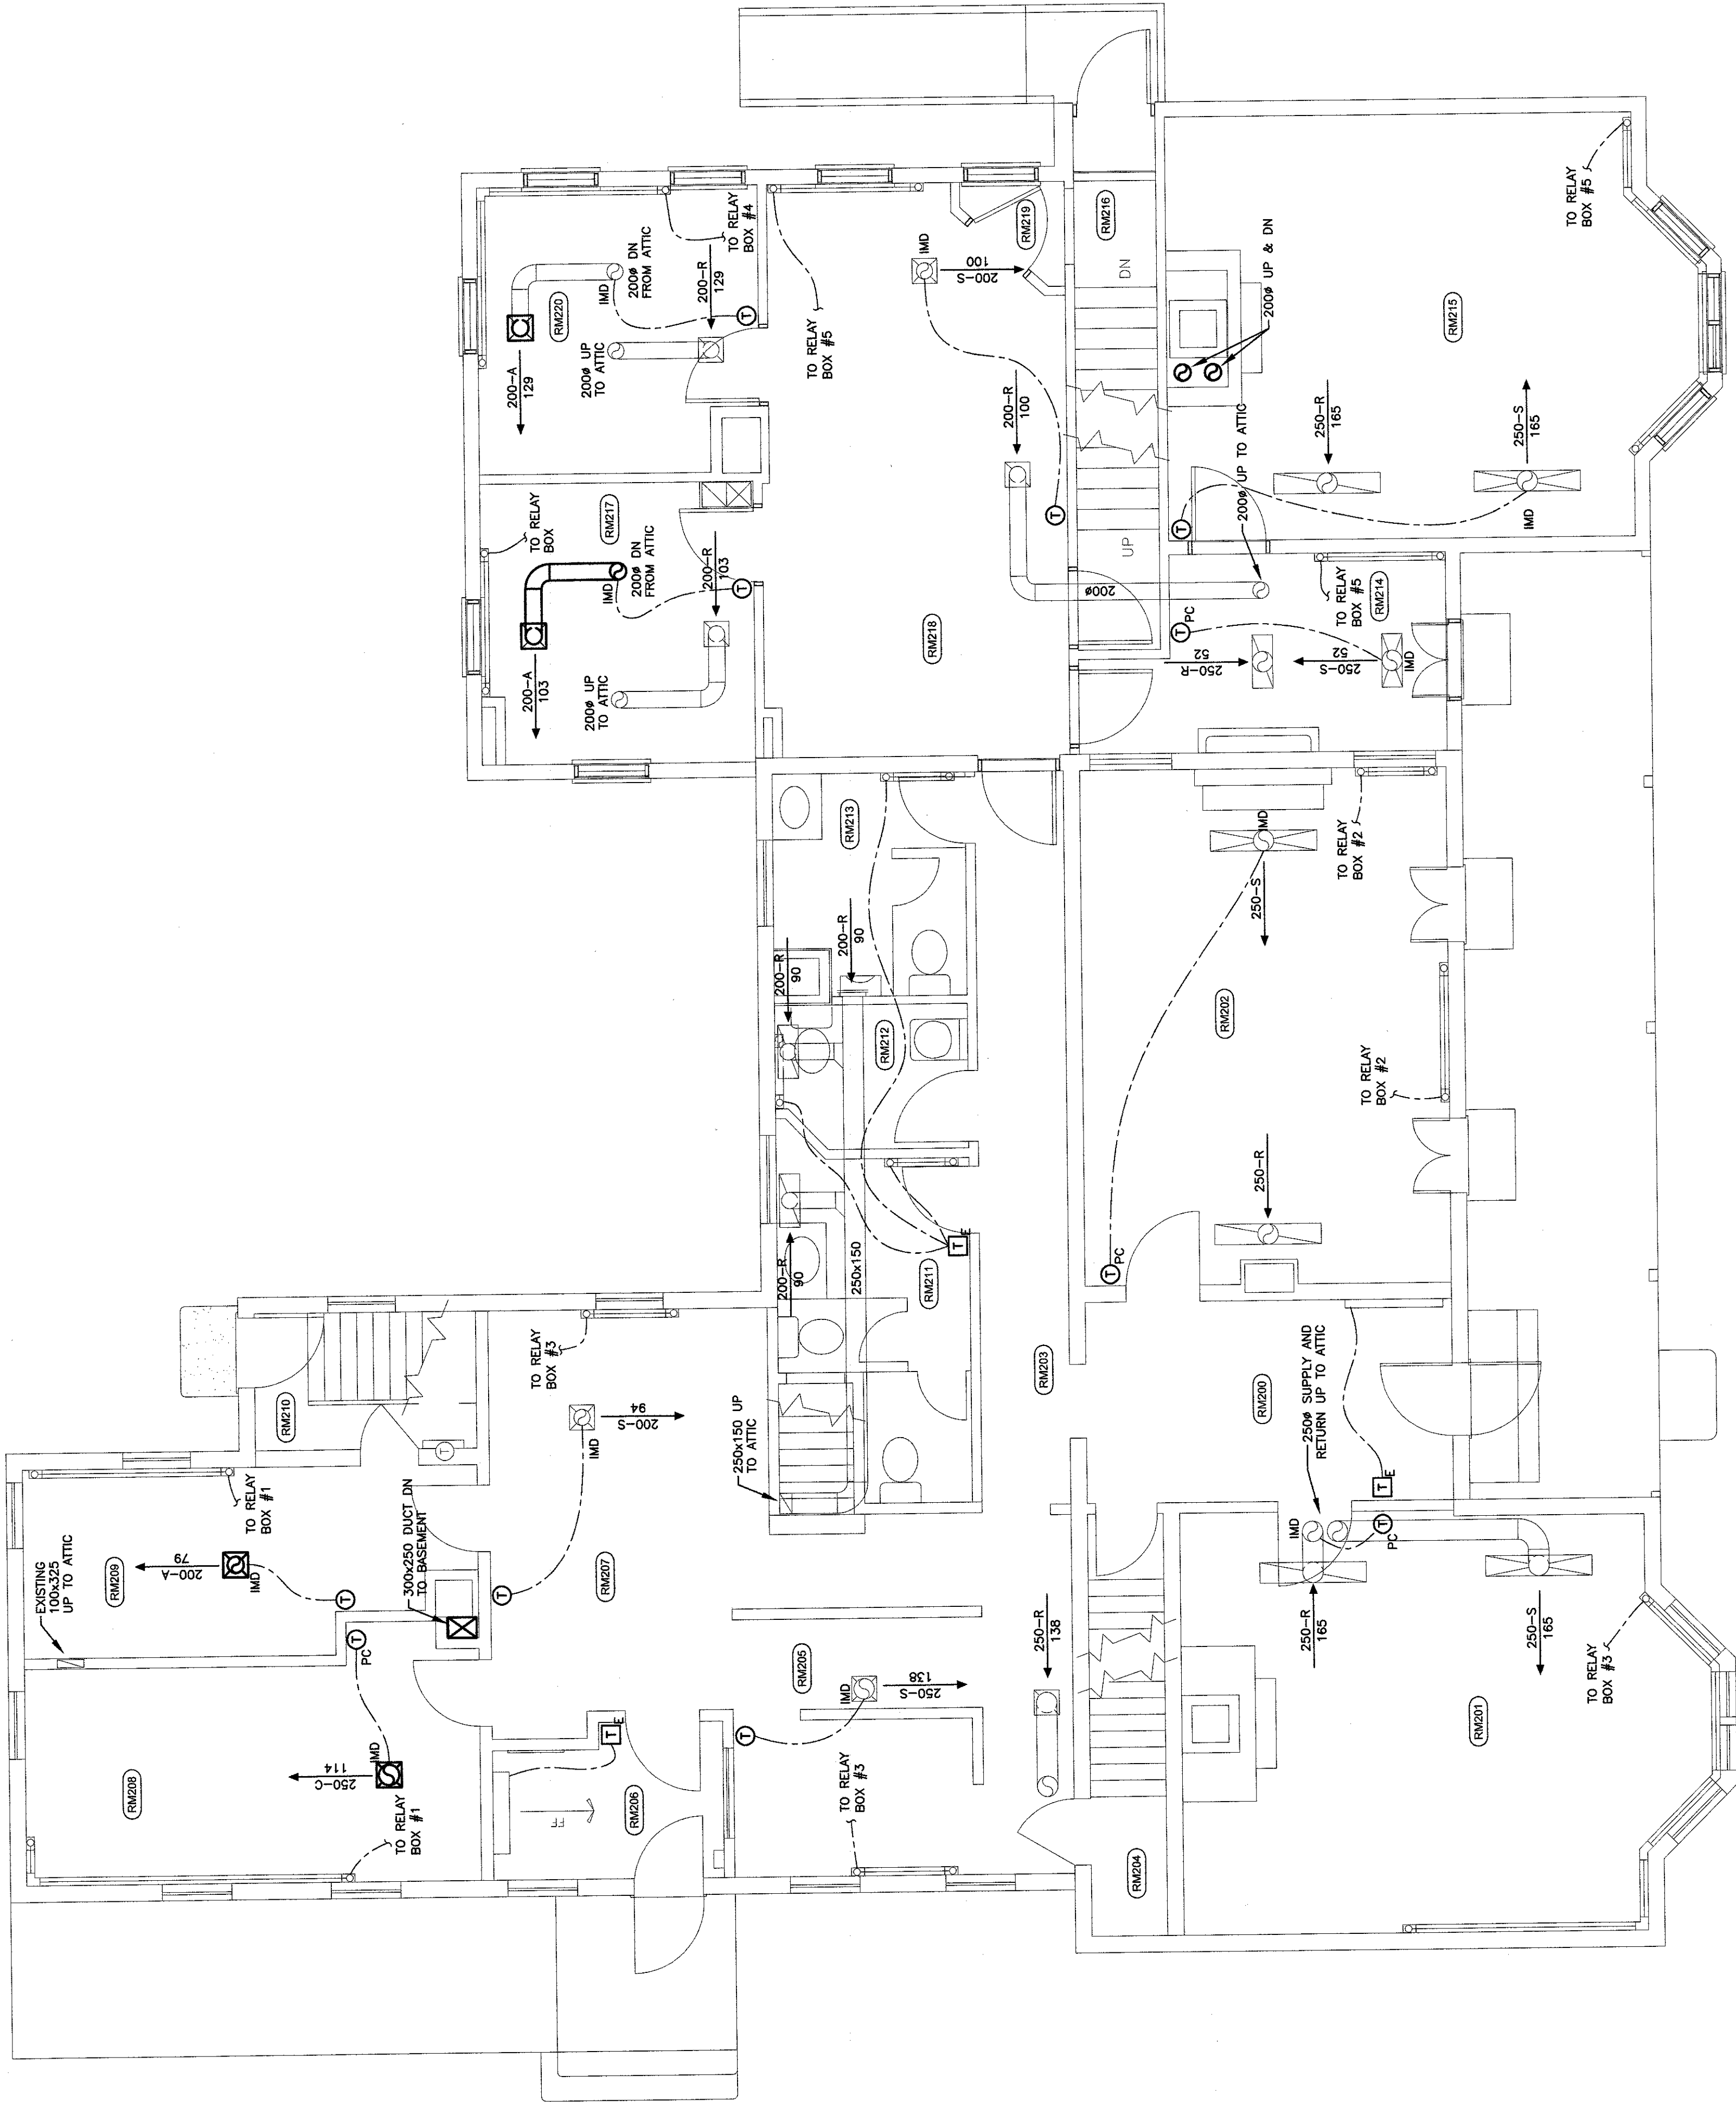 EXISTING
100x325
UP TO ATTIC
RM209
200-A
79
IMD
T
TO RELAY
BOX #1
RM210
T
300x250 DUCT DN
TO BASEMENT
RM208
250-C
114
IMD
PC
T
TO RELAY
BOX #1
T
RM207
TO RELAY
BOX #3
200-S
94
IMD
250x150 UP
TO ATTIC
RM206
FF
T
E
RM205
250-S
138
IMD
T
TO RELAY
BOX #3
250-R
138
RM204
RM203
RM200
250ø SUPPLY AND
RETURN UP TO ATTIC
T
E
IMD
T
PC
250-R
165
250-S
165
TO RELAY
BOX #3
RM201
RM211
T
E
250x150
200-R
90
RM212
200-R
90
200-R
90
RM213
RM202
250-R
T
PC
250-S
IMD
TO RELAY
BOX #2
TO RELAY
BOX #2
RM217
TO RELAY
BOX
200-A
103
200ø DN
FROM ATTIC
IMD
200ø UP
TO ATTIC
200-R
103
T
RM220
200-A
129
200ø DN
FROM ATTIC
IMD
200ø UP
TO ATTIC
200-R
129
T
TO RELAY
BOX #4
TO RELAY
BOX #5
RM218
200-R
100
IMD
200-S
100
RM219
T
RM216
DN
UP
200ø
200ø UP TO ATTIC
T
PC
250-R
52
250-S
52
IMD
RM214
TO RELAY
BOX #5
T
200ø UP & DN
RM215
250-R
165
250-S
165
IMD
TO RELAY
BOX #5